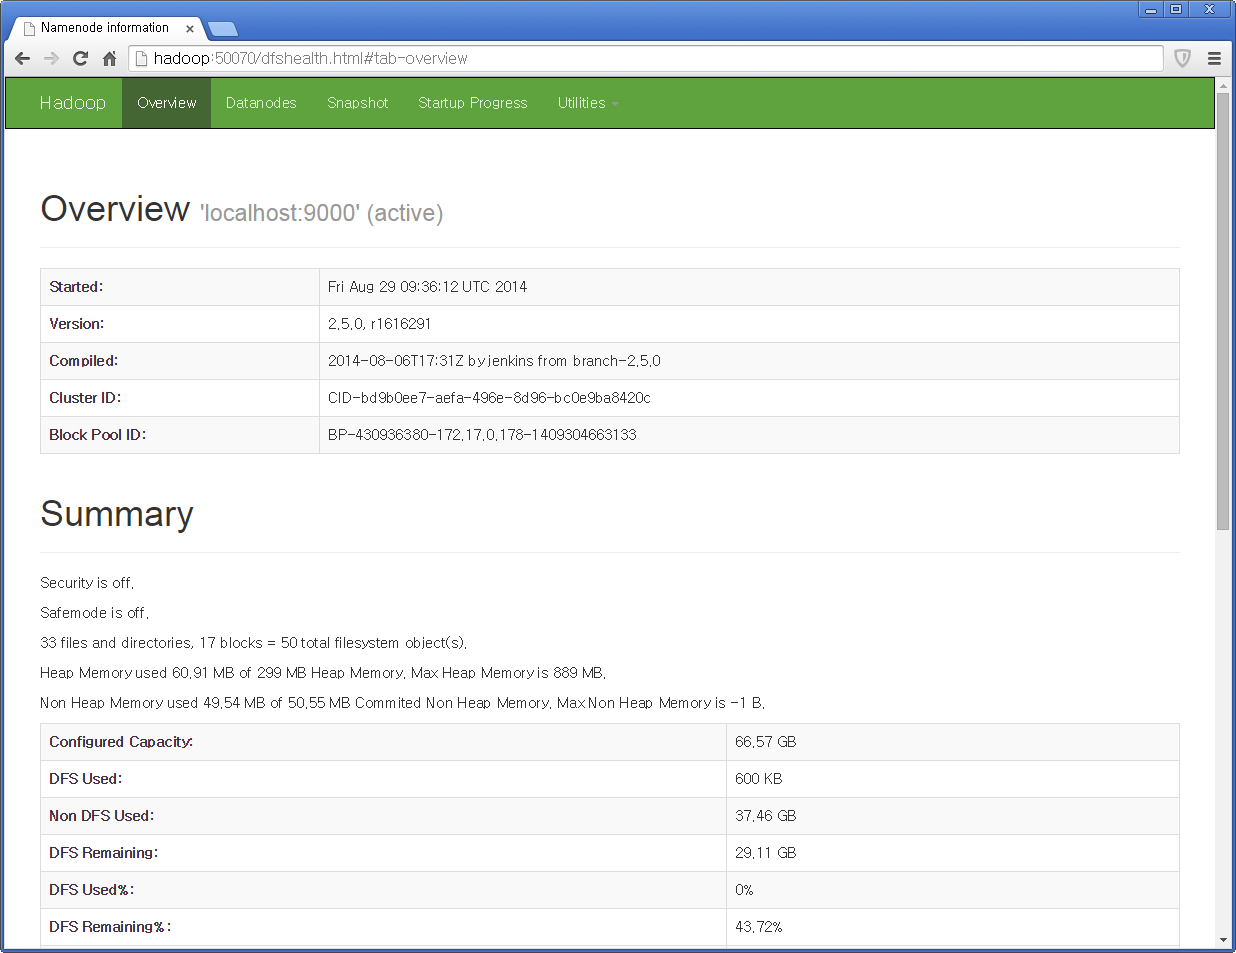 Namenode information
hadoop:50070/dfshealth.html#tab-overview
Hadoop Overview Datanodes Snapshot Startup Progress Utilities
Overview 'localhost:9000' (active)
Started: Fri Aug 29 09:36:12 UTC 2014
Version: 2.5.0, r1616291
Compiled: 2014-08-06T17:31Z by jenkins from branch-2.5.0
Cluster ID: CID-bd9b0ee7-aefa-496e-8d96-bc0e9ba8420c
Block Pool ID: BP-430936380-172.17.0.178-1409304663133
Summary
Security is off.
Safemode is off.
33 files and directories, 17 blocks = 50 total filesystem object(s).
Heap Memory used 60.91 MB of 299 MB Heap Memory. Max Heap Memory is 889 MB.
Non Heap Memory used 49.54 MB of 50.55 MB Commited Non Heap Memory. Max Non Heap Memory is -1 B.
Configured Capacity: 66.57 GB
DFS Used: 600 KB
Non DFS Used: 37.46 GB
DFS Remaining: 29.11 GB
DFS Used%: 0%
DFS Remaining%: 43.72%